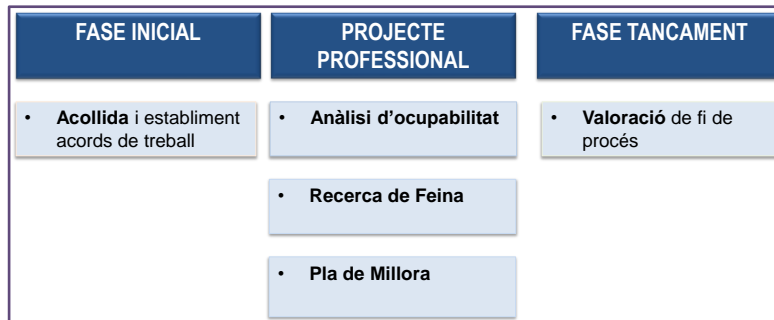 FASE INICIAL
• Acollida i establiment
acords de treball
PROJECTE
PROFESSIONAL
• Anàlisi d'ocupabilitat
• Recerca de Feina
• Pla de Millora
FASE TANCAMENT
• Valoració de fi de
procés